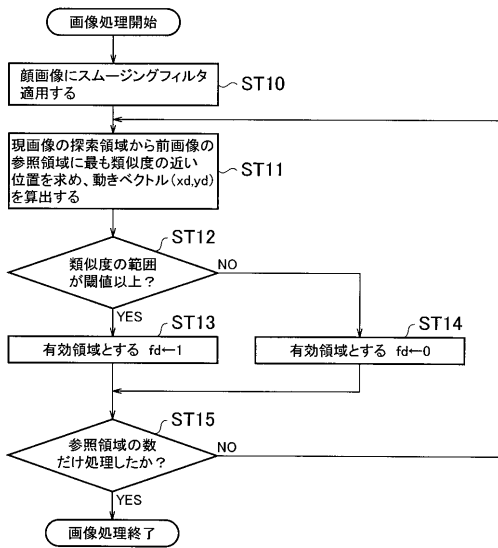 画像処理開始
顔画像にスムージングフィルタ
適用する
ST10
現画像の探索領域から前画像の
参照領域に最も類似度の近い
位置を求め、動きベクトル(xd,yd)
を算出する
ST11
ST12
類似度の範囲
が閾値以上?
NO
YES
ST13
有効領域とする fd←1
ST14
有効領域とする fd←0
ST15
参照領域の数
だけ処理したか?
NO
YES
画像処理終了